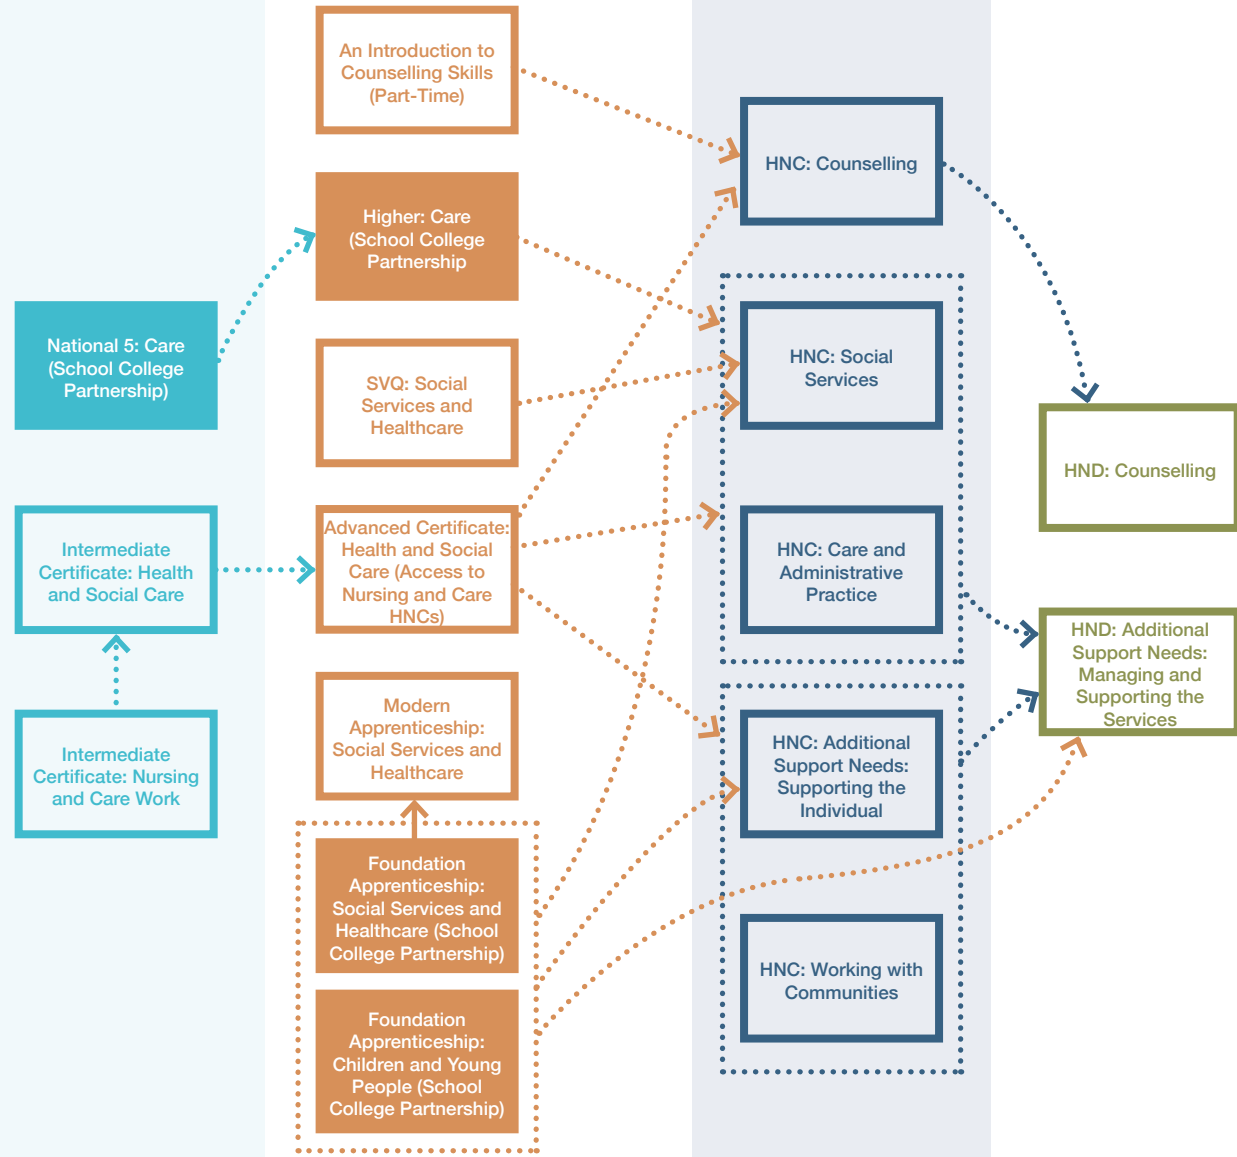 National 5: Care
(School College
Partnership)
Intermediate
Certificate: Health
and Social Care
Intermediate
Certificate: Nursing
and Care Work
An Introduction to
Counselling Skills
(Part-Time)
Higher: Care
(School College
Partnership
SVQ: Social
Services and
Healthcare
Advanced Certificate:
Health and Social
Care (Access to
Nursing and Care
HNCs)
Modern
Apprenticeship:
Social Services and
Healthcare
Foundation
Apprenticeship:
Social Services and
Healthcare (School
College Partnership)
Foundation
Apprenticeship:
Children and Young
People (School
College Partnership)
HNC: Counselling
HNC: Social
Services
HNC: Care and
Administrative
Practice
HNC: Additional
Support Needs:
Supporting the
Individual
HNC: Working with
Communities
HND: Counselling
HND: Additional
Support Needs:
Managing and
Supporting the
Services